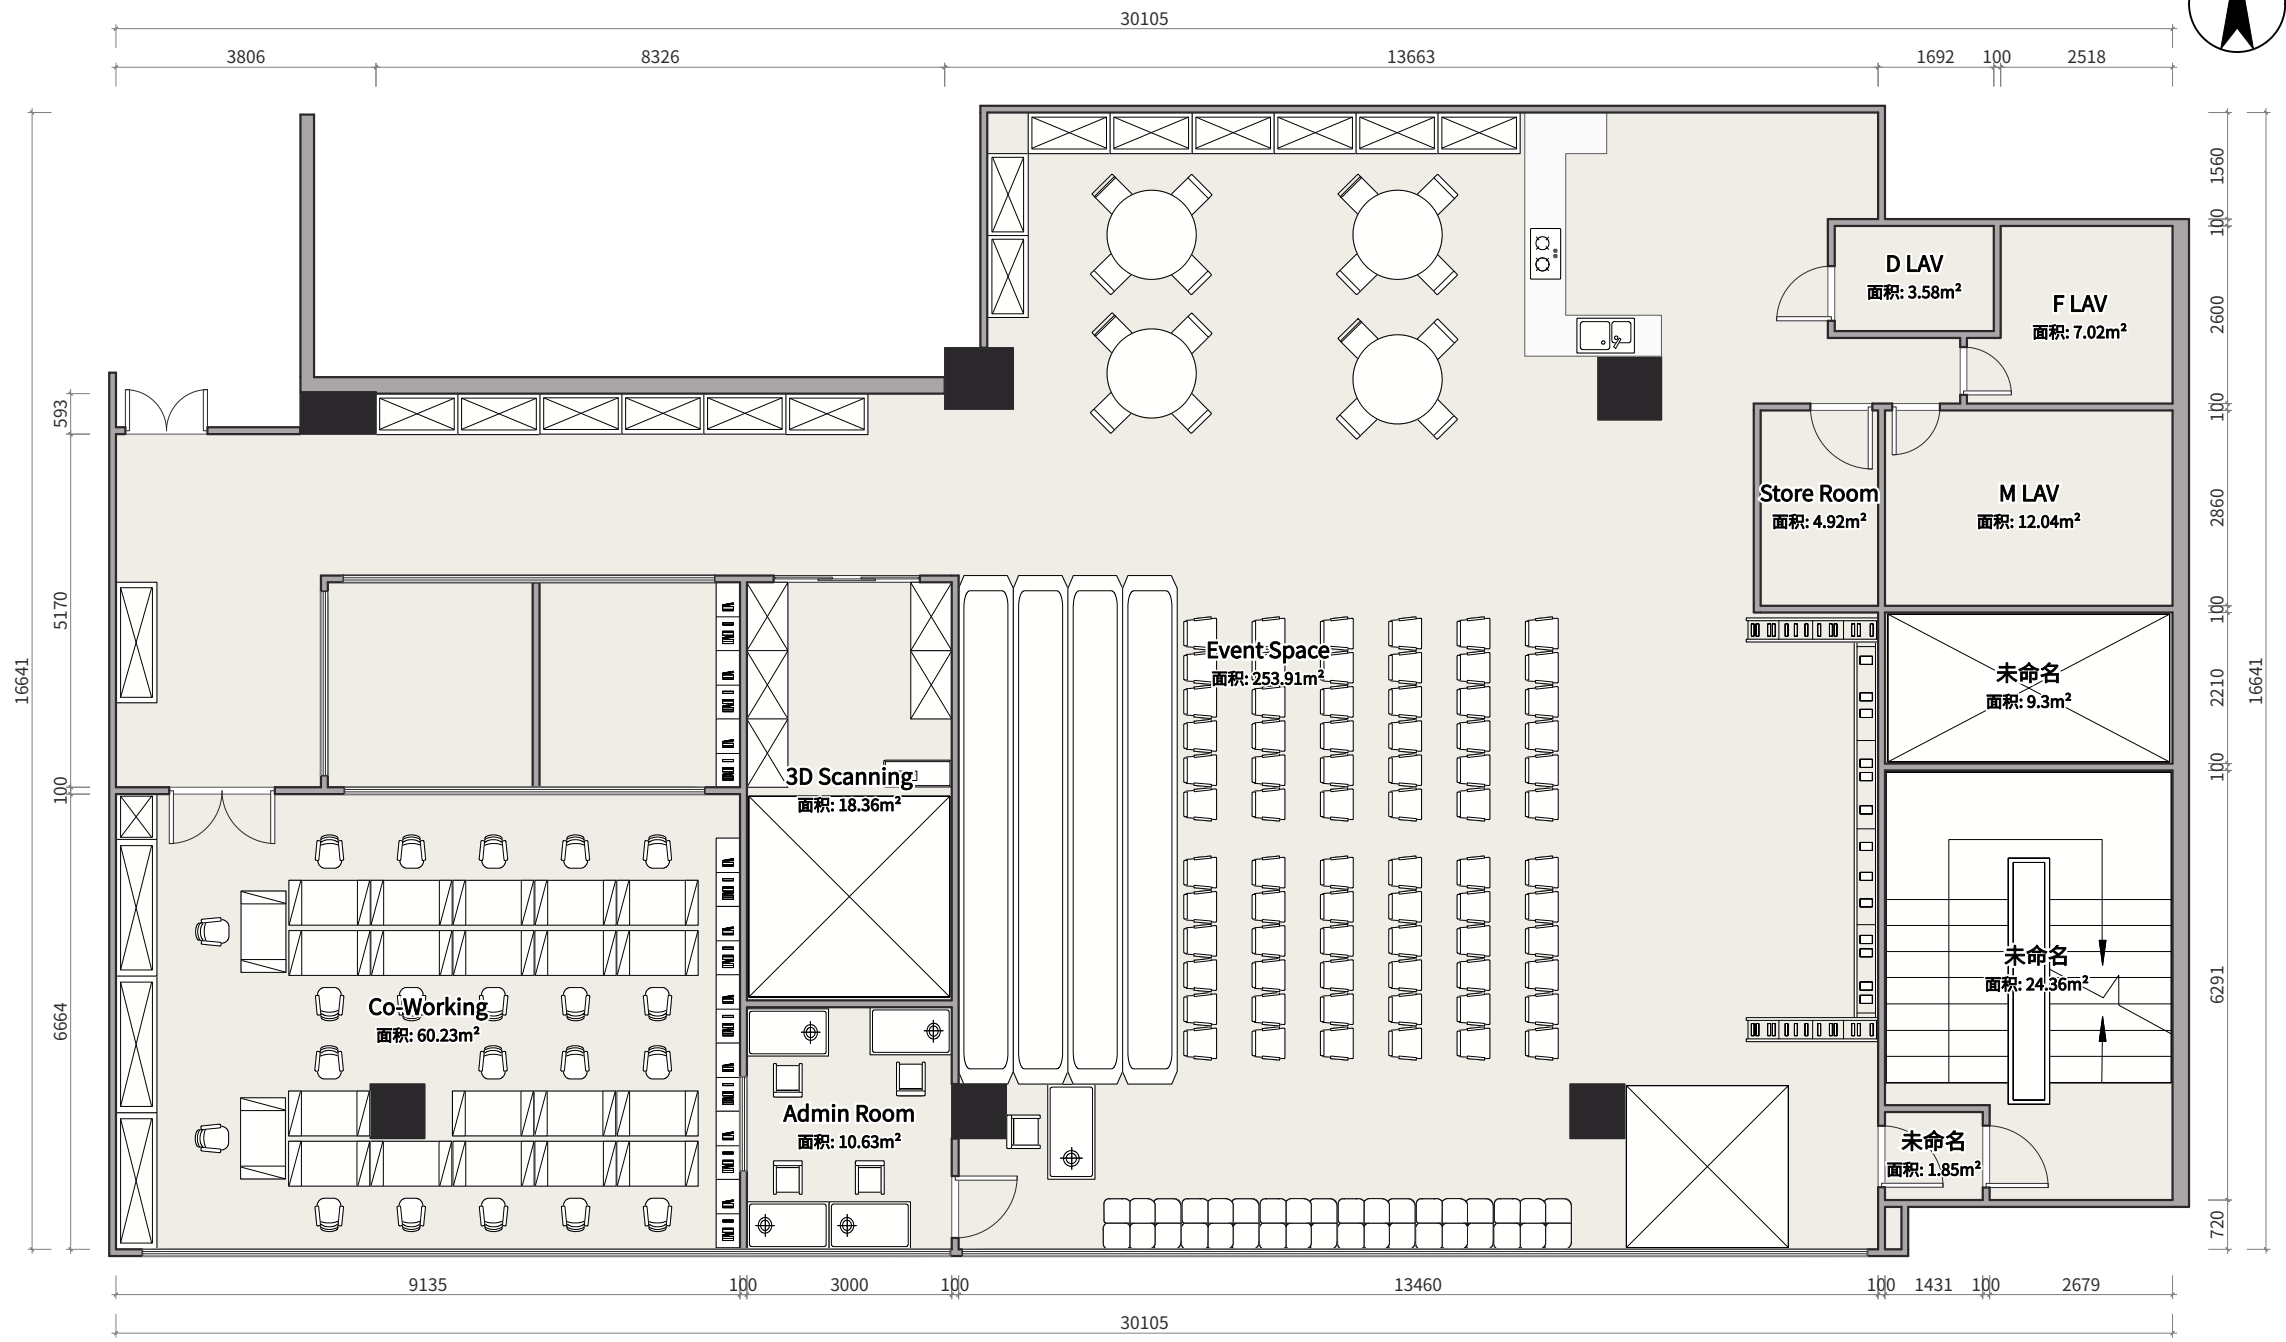 30105
3806
8326
13663
1692
100
2518
1560
100
D LAV
面积: 3.58m²
F LAV
面积: 7.02m²
2600
593
100
Store Room
面积: 4.92m²
M LAV
面积: 12.04m²
2860
5170
16641
100
Event Space
面积: 253.91m²
未命名
面积: 9.3m²
2210
16641
3D Scanning
面积: 18.36m²
100
100
未命名
面积: 24.36m²
6291
Co-Working
面积: 60.23m²
6664
Admin Room
面积: 10.63m²
未命名
面积: 1.85m²
720
9135
100
3000
100
13460
100
1431
100
2679
30105